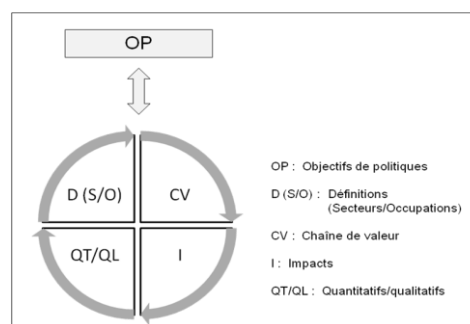 OP
D (S/O)
CV
QT/QL
I
OP : Objectifs de politiques
D (S/O) : Définitions
(Secteurs/Occupations)
CV : Chaîne de valeur
I : Impacts
QT/QL : Quantitatifs/qualitatifs